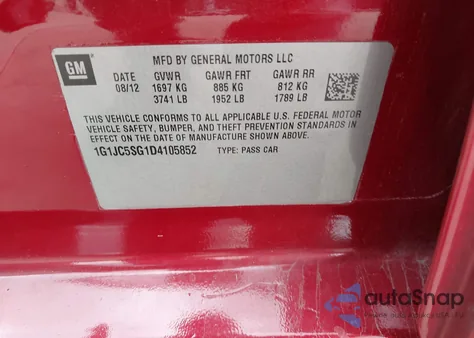 GM
MFD BY GENERAL MOTORS LLC
DATE GVWR GAWR FRT GAWR RR
08/12 1697 KG 885 KG 812 KG
3741 LB 1952 LB 1789 LB
THIS VEHICLE CONFORMS TO ALL APPLICABLE U.S. FEDERAL MOTOR
VEHICLE SAFETY, BUMPER, AND THEFT PREVENTION STANDARDS IN
EFFECT ON THE DATE OF MANUFACTURE SHOWN ABOVE.
1G1JC5SG1D4105852 TYPE: PASS CAR
autoSnap